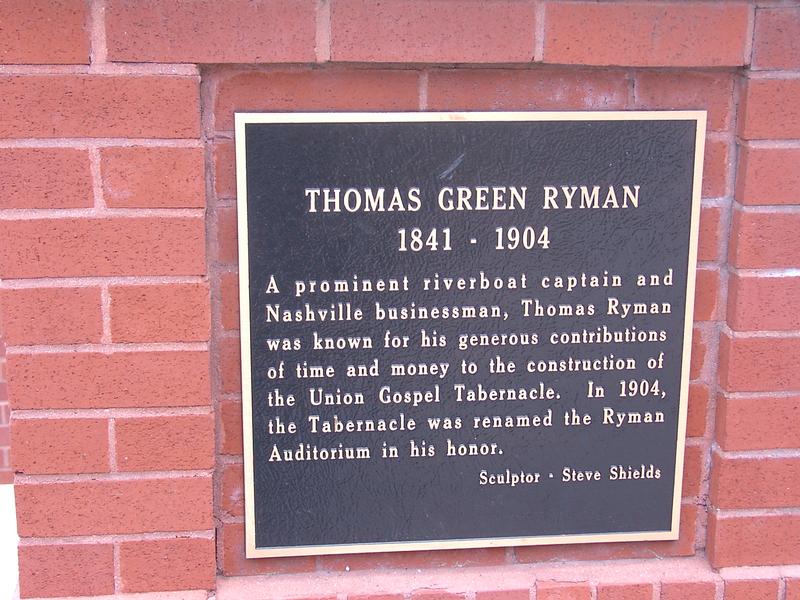 THOMAS GREEN RYMAN
1841 - 1904
A prominent riverboat captain and
Nashville businessman, Thomas Ryman
was known for his generous contributions
of time and money to the construction of
the Union Gospel Tabernacle. In 1904,
the Tabernacle was renamed the Ryman
Auditorium in his honor.
Sculptor - Steve Shields